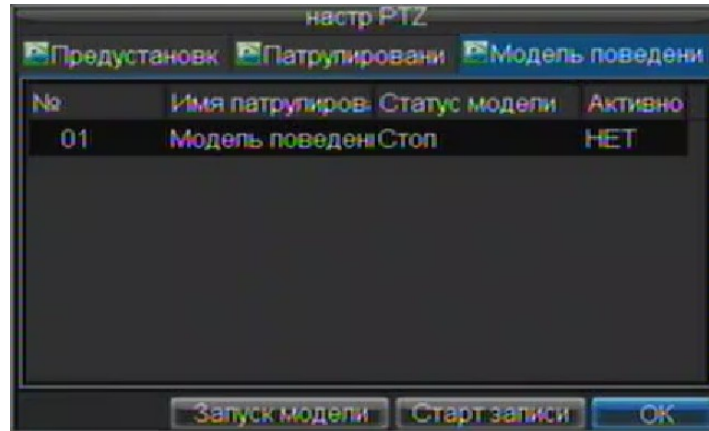 настр PTZ
Предустановк Патрулировани Модель поведени
№ Имя патрулиров Статус модели Активно
01 Модель поведени Стоп НЕТ
Запуск модели Старт записи OK